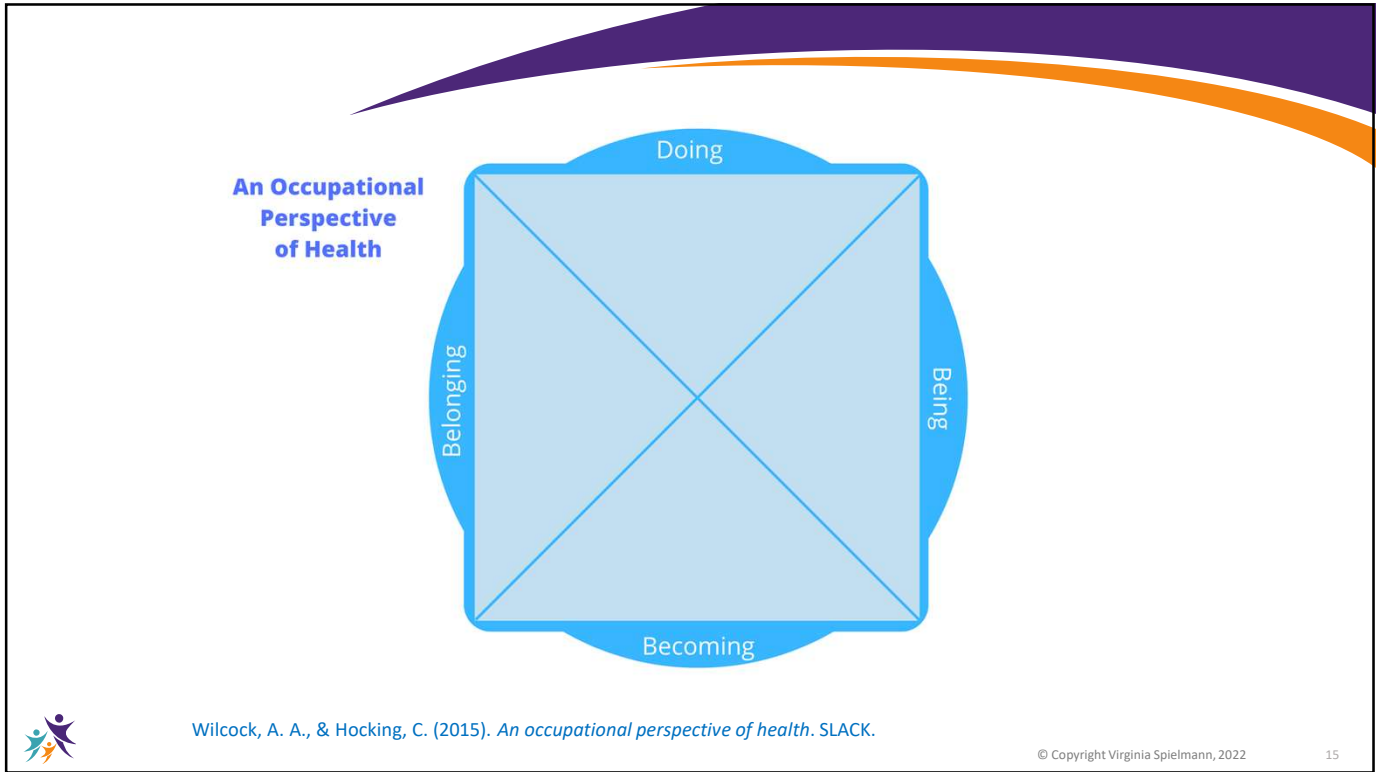 Doing
An Occupational
Perspective
of Health
Belonging
Being
Becoming
Wilcock, A. A., & Hocking, C. (2015). An occupational perspective of health. SLACK.
© Copyright Virginia Spielmann, 2022
15